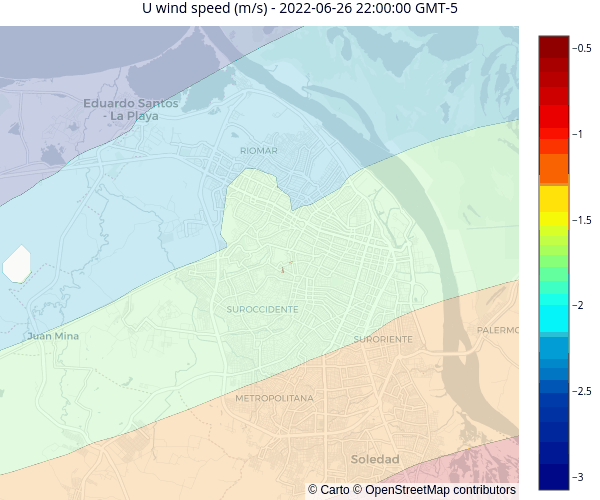 U wind speed (m/s) - 2022-06-26 22:00:00 GMT-5
−0.5
Eduardo Santos
- La Playa
−1
RIOMAR
−1.5
−2
SUROCCIDENTE
PALERMO
Juan Mina
SURORIENTE
−2.5
METROPOLITANA
Soledad
−3
© Carto © OpenStreetMap contributors